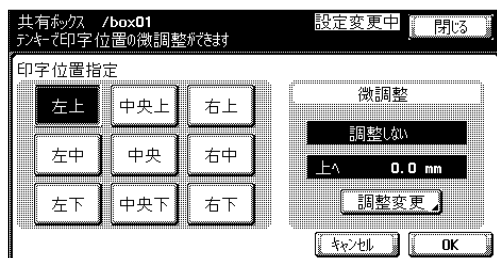 共有ボックス /box01 設定変更中 閉じる
テンキーで印字位置の微調整ができます
印字位置指定
微調整
左上 中央上 右上
調整しない
左中 中央 右中
上へ 0.0 mm
左下 中央下 右下
調整変更
キャンセル OK